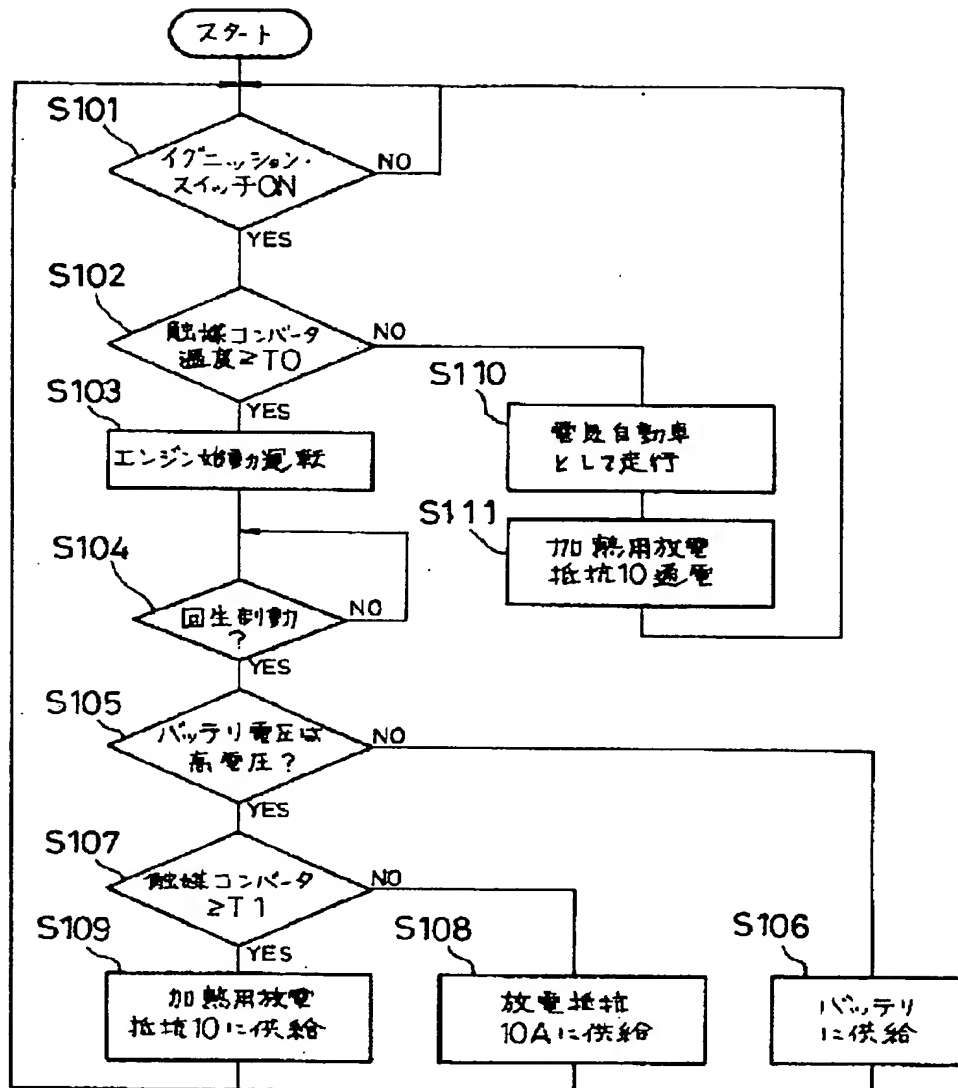 スタート
S101
イグニッション・
スイッチON
NO
YES
S102
触媒コンバータ
温度≥T0
NO
YES
S103
エンジン始動運転
S110
電気自動車
として走行
S111
加熱用放電
抵抗10通電
S104
回生制動
?
NO
YES
S105
バッテリ電圧は
高電圧?
NO
YES
S107
触媒コンバータ
≥T1
NO
YES
S109
加熱用放電
抵抗10に供給
S108
放電抵抗
10Aに供給
S106
バッテリ
に供給